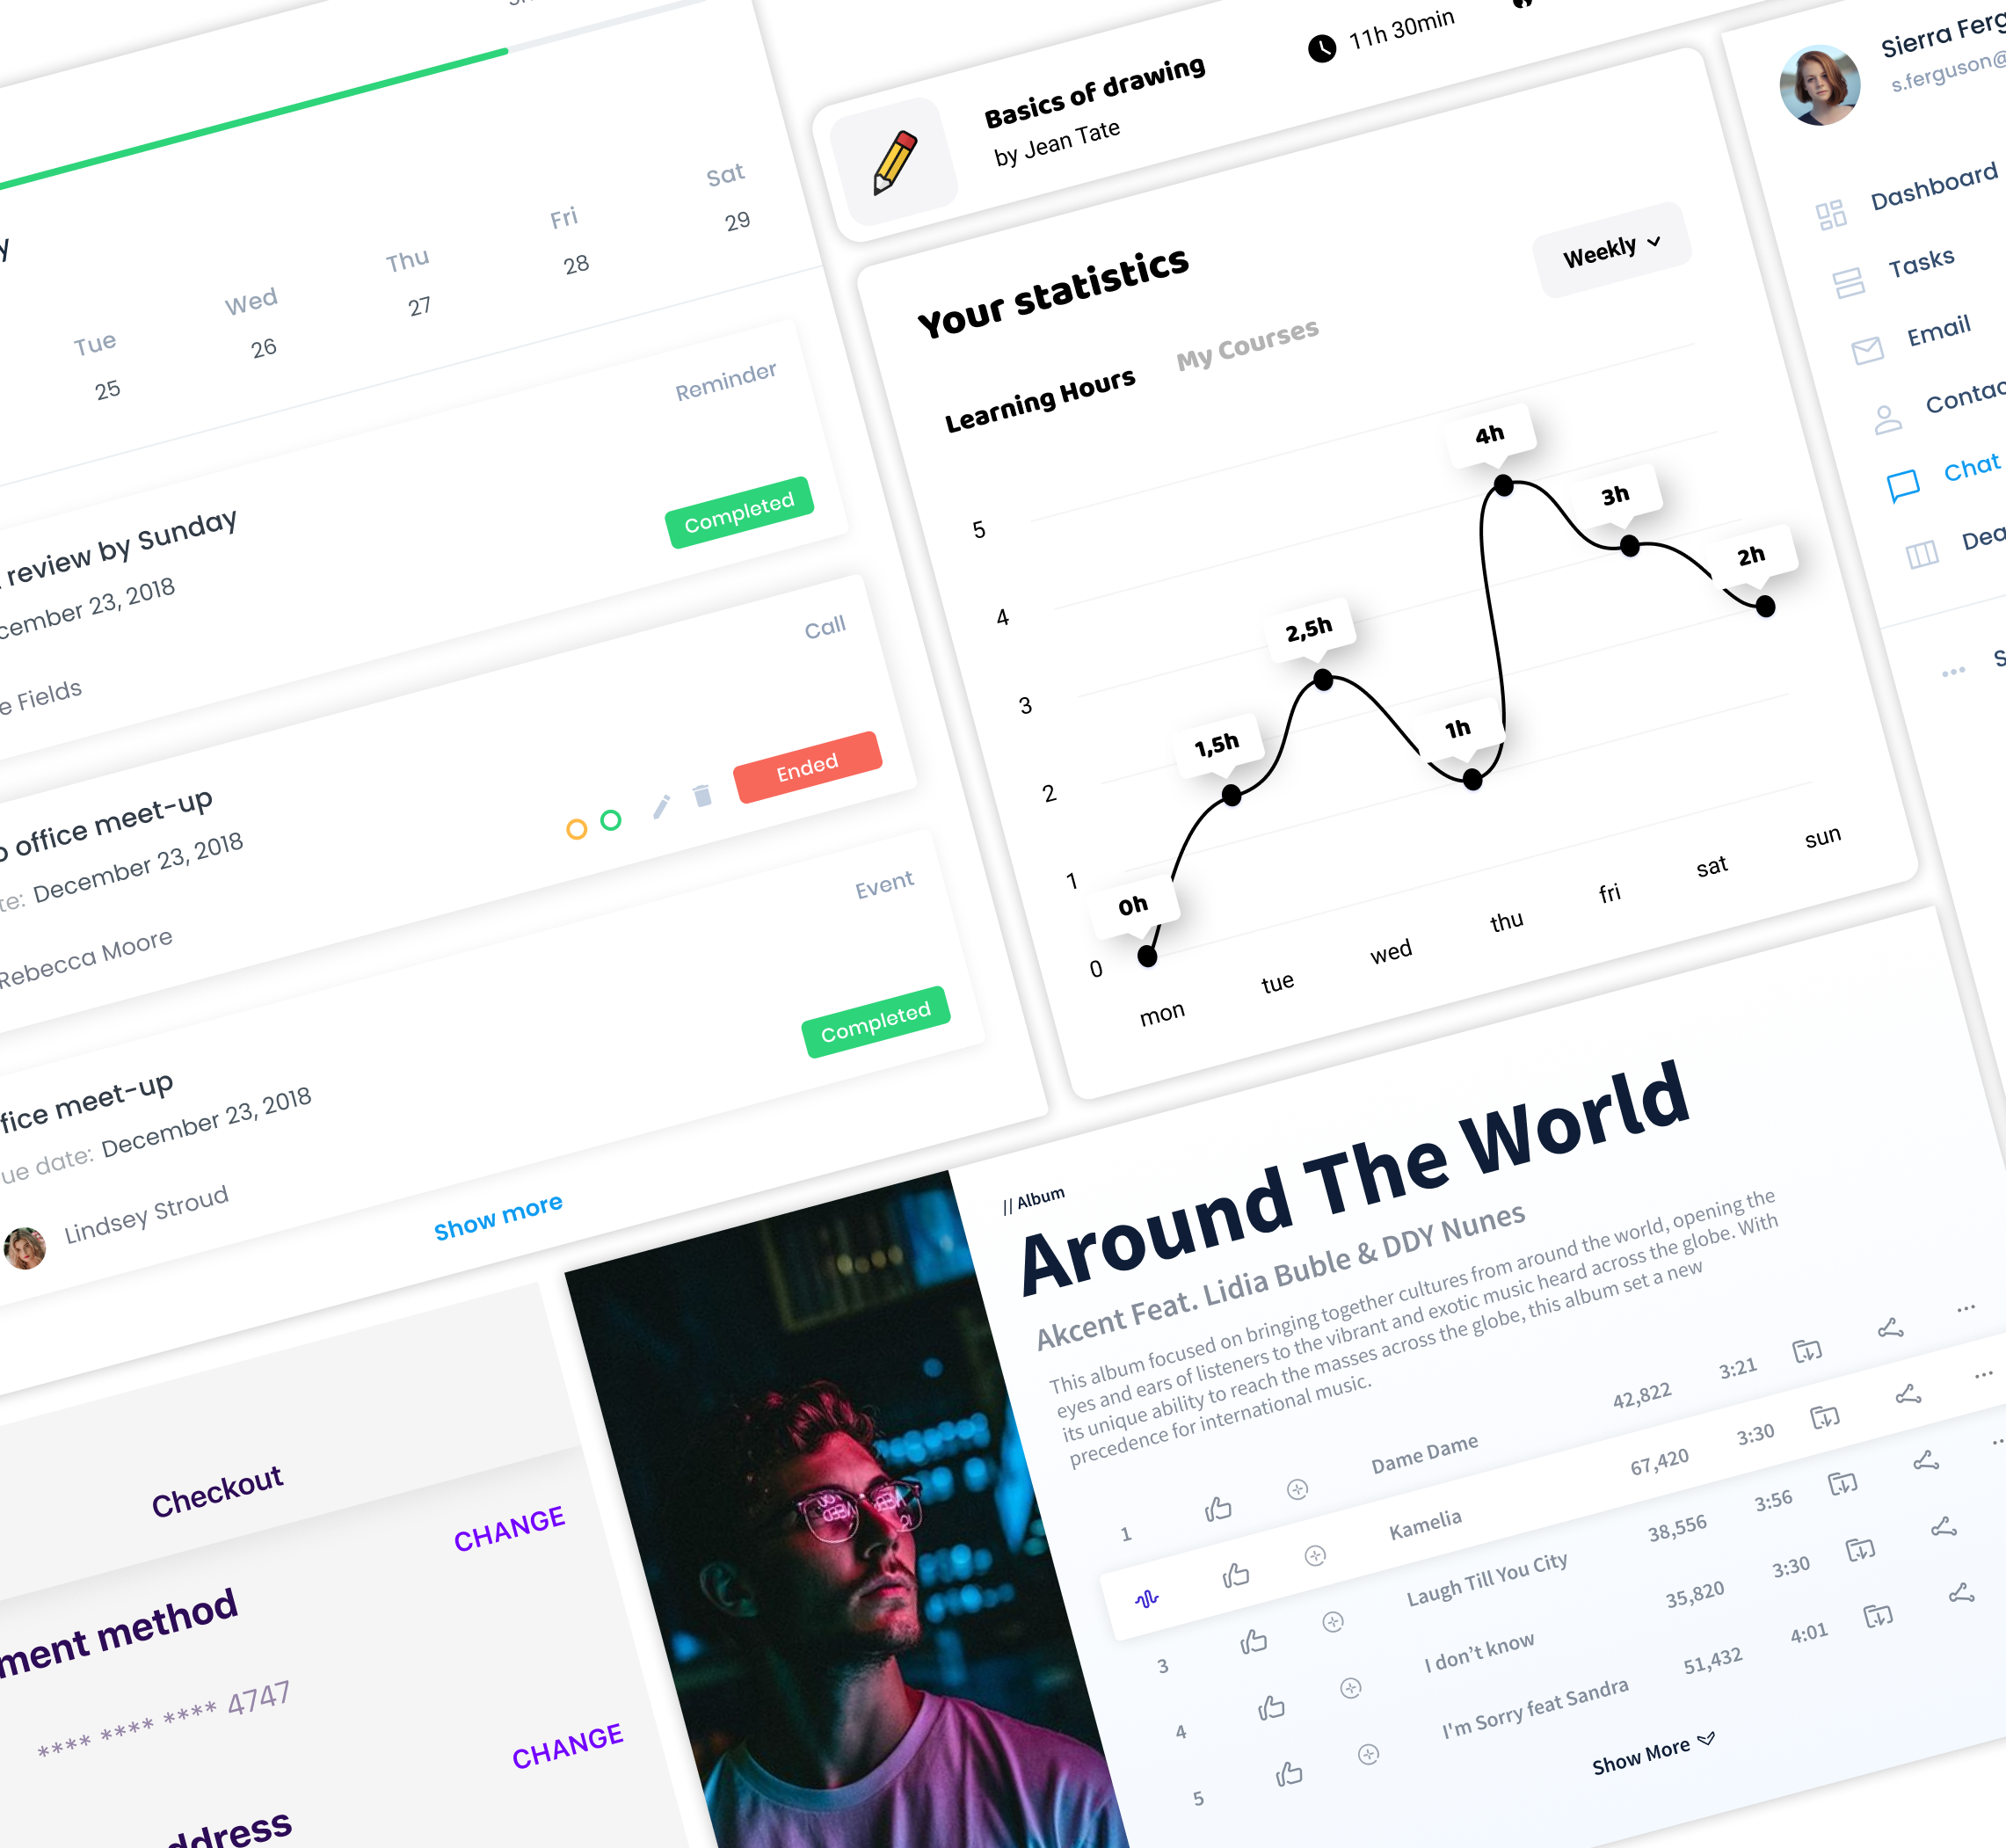 Tue
Wed
Thu
Fri
Sat
25
26
27
28
29
Reminder
review by Sunday
23, 2018
Fields
Completed
Call
office meet-up
December 23, 2018
Rebecca Moore
Ended
Event
meet-up
date: December 23, 2018
Lindsey Stroud
Completed
Show more
Basics of drawing
by Jean Tate
11h 30min
Your statistics
Weekly
Learning Hours
My Courses
5
4
3
2
1
0
0h
1,5h
2,5h
1h
4h
3h
2h
mon
tue
wed
thu
fri
sat
sun
Sierra
s.ferguson@
Dashboard
Tasks
Email
Chat
Checkout
CHANGE
method
**** **** **** 4747
CHANGE
// Album
Around The World
Akcent Feat. Lidia Buble & DDY Nunes
This album focused on bringing together cultures from around the world, opening the
eyes and ears of listeners to the vibrant and exotic music heard across the globe. With
its unique ability to reach the masses across the globe, this album set a new
precedence for international music.
1 Dame Dame 42,822 3:21
Kamelia 67,420 3:30
3 Laugh Till You City 38,556 3:56
4 I don't know 35,820 3:30
5 I'm Sorry feat Sandra 51,432 4:01
Show More